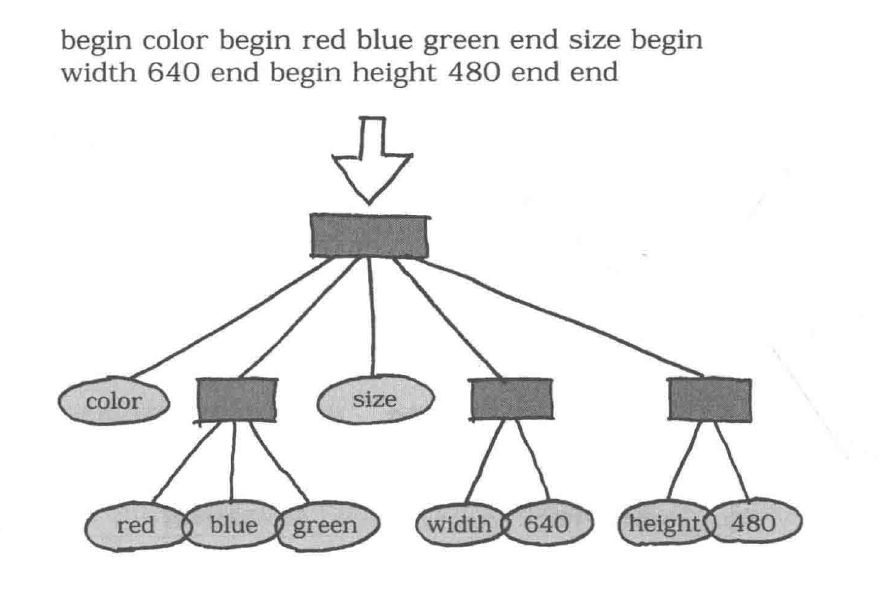 begin color begin red blue green end size begin
width 640 end begin height 480 end end
color
size
red blue green
width 640
height 480